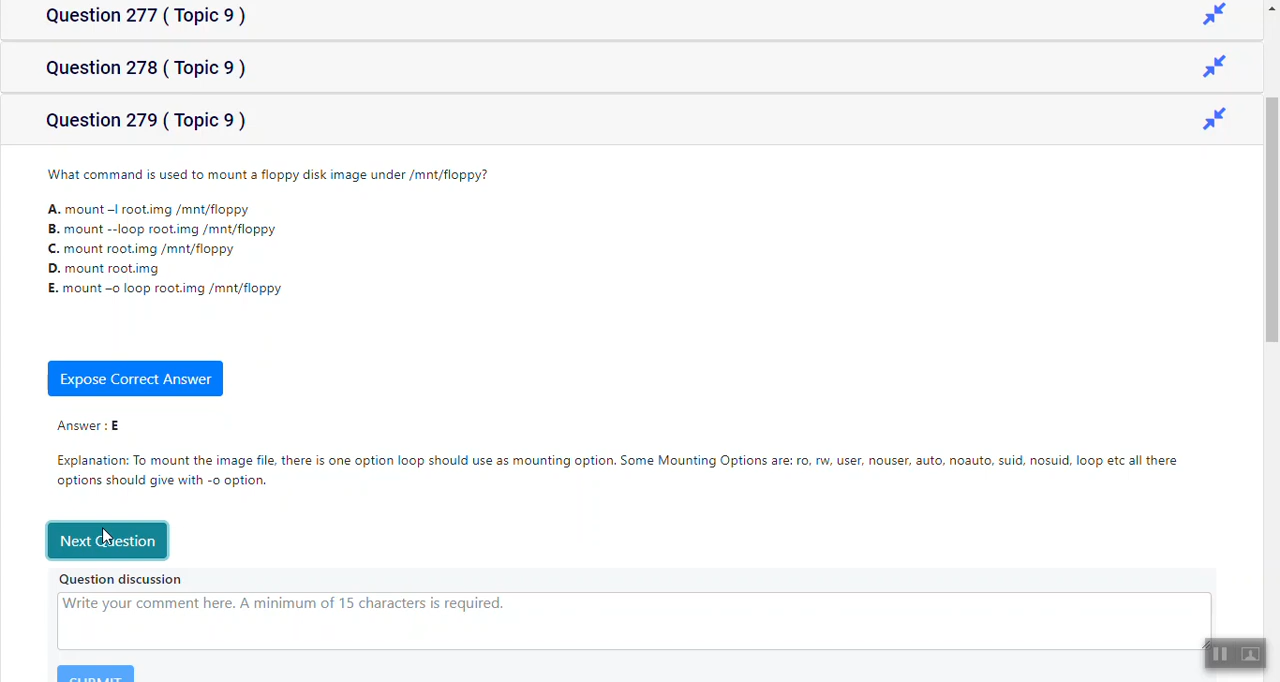 Question 277 ( Topic 9 )
Question 278 ( Topic 9 )
Question 279 ( Topic 9 )
What command is used to mount a floppy disk image under /mnt/floppy?
A. mount –l root.img /mnt/floppy
B. mount --loop root.img /mnt/floppy
C. mount root.img /mnt/floppy
D. mount root.img
E. mount –o loop root.img /mnt/floppy
Expose Correct Answer
Answer : E
Explanation: To mount the image file, there is one option loop should use as mounting option. Some Mounting Options are: ro, rw, user, nouser, auto, noauto, suid, nosuid, loop etc all there
options should give with -o option.
Next Question
Question discussion
Write your comment here. A minimum of 15 characters is required.
SUBMIT